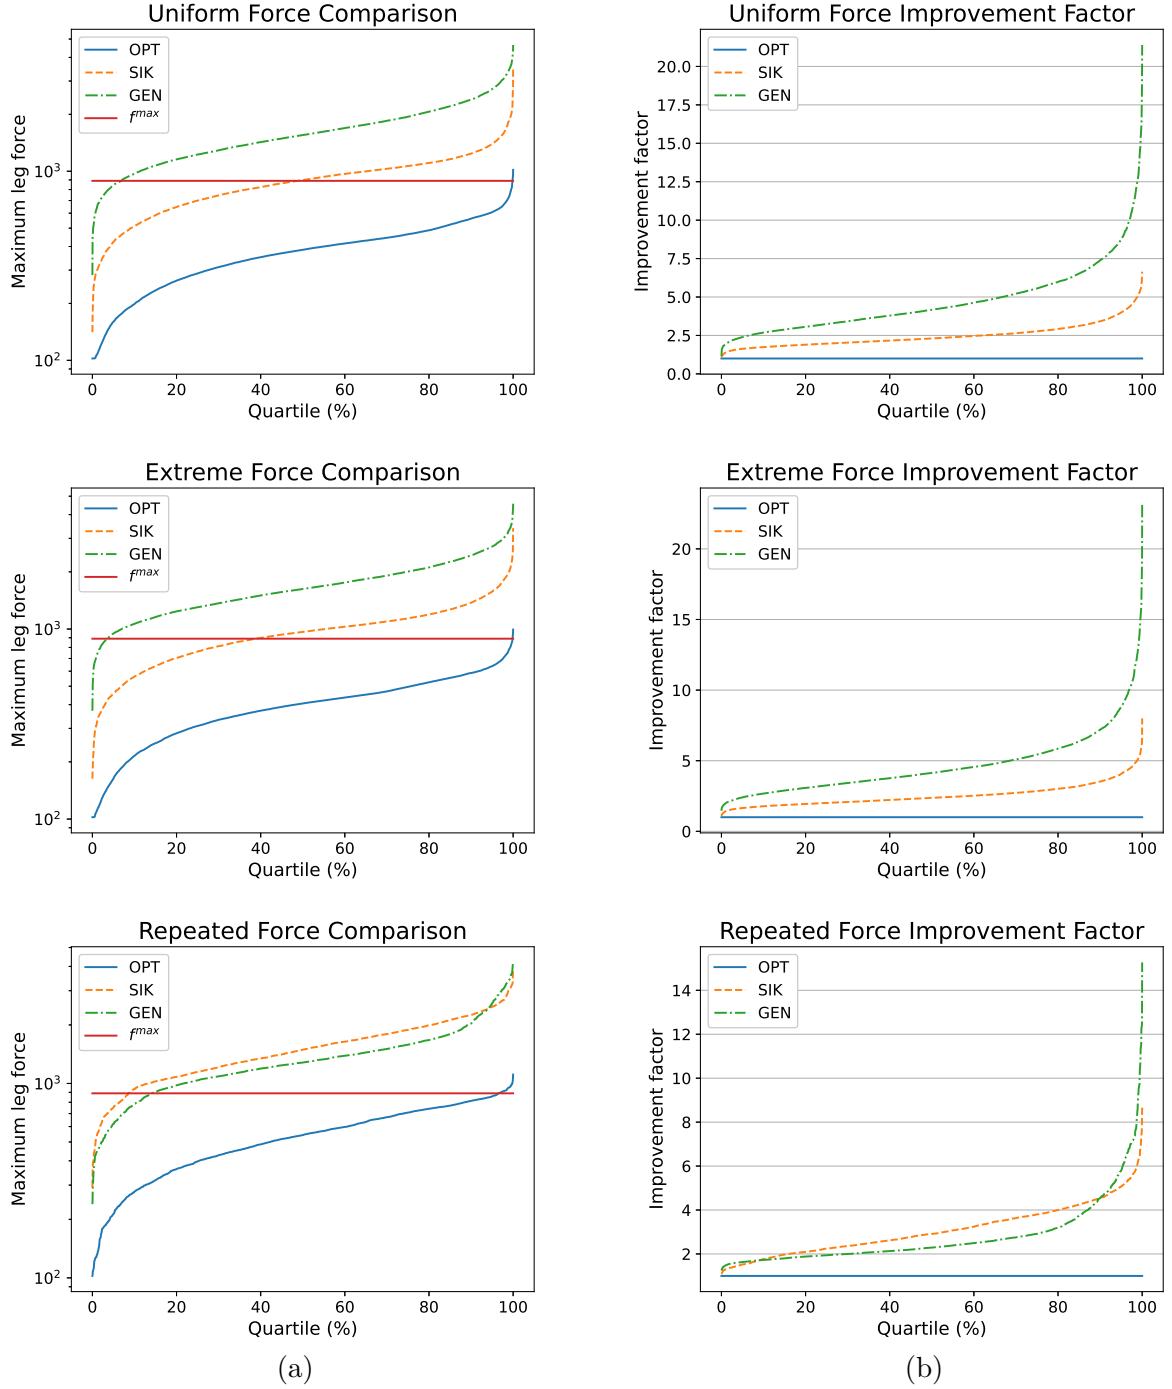 Uniform Force Comparison
OPT
SIK
GEN
f^max
Maximum leg force
10^3
10^2
0 20 40 60 80 100
Quartile (%)
Uniform Force Improvement Factor
OPT
SIK
GEN
Improvement factor
20.0
17.5
15.0
12.5
10.0
7.5
5.0
2.5
0.0
0 20 40 60 80 100
Quartile (%)
Extreme Force Comparison
OPT
SIK
GEN
f^max
Maximum leg force
10^3
10^2
0 20 40 60 80 100
Quartile (%)
Extreme Force Improvement Factor
OPT
SIK
GEN
Improvement factor
20
15
10
5
0
0 20 40 60 80 100
Quartile (%)
Repeated Force Comparison
OPT
SIK
GEN
f^max
Maximum leg force
10^3
10^2
0 20 40 60 80 100
Quartile (%)
Repeated Force Improvement Factor
OPT
SIK
GEN
Improvement factor
14
12
10
8
6
4
2
0 20 40 60 80 100
Quartile (%)
(a)
(b)